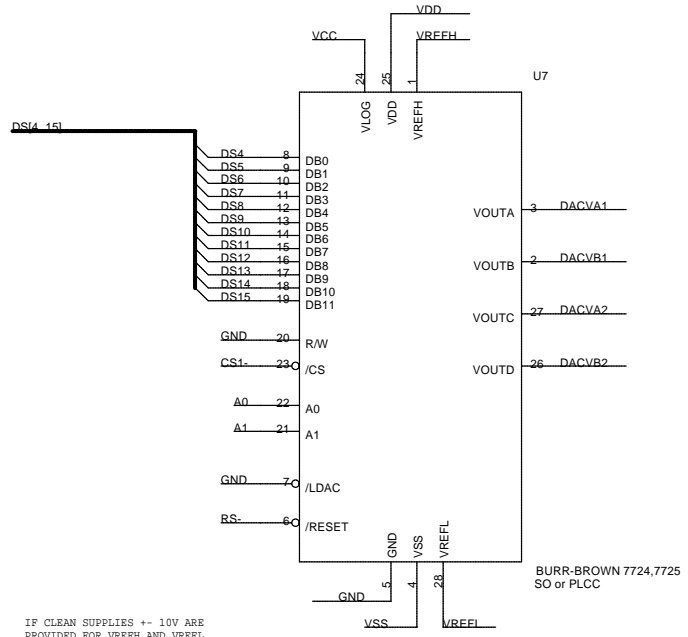 VDD
VCC
VREFH
24
25
1
U7
VLOG
VDD
VREFH
DS[4..15]
DS4 8 DB0
DS5 9 DB1
DS6 10 DB2
DS7 11 DB3
DS8 12 DB4
DS9 13 DB5
DS10 14 DB6
DS11 15 DB7
DS12 16 DB8
DS13 17 DB9
DS14 18 DB10
DS15 19 DB11
VOUTA 3 DACVA1
VOUTB 2 DACVB1
VOUTC 27 DACVA2
VOUTD 26 DACVB2
GND 20 R/W
CS1- 23 /CS
A0 22 A0
A1 21 A1
GND 7 /LDAC
RS- 6 /RESET
GND
VSS
VREFL
5
4
28
GND
VSS
VREFL
BURR-BROWN 7724,7725
SO or PLCC
IF CLEAN SUPPLIES +- 10V ARE
PROVIDED FOR VREFH AND VREFL